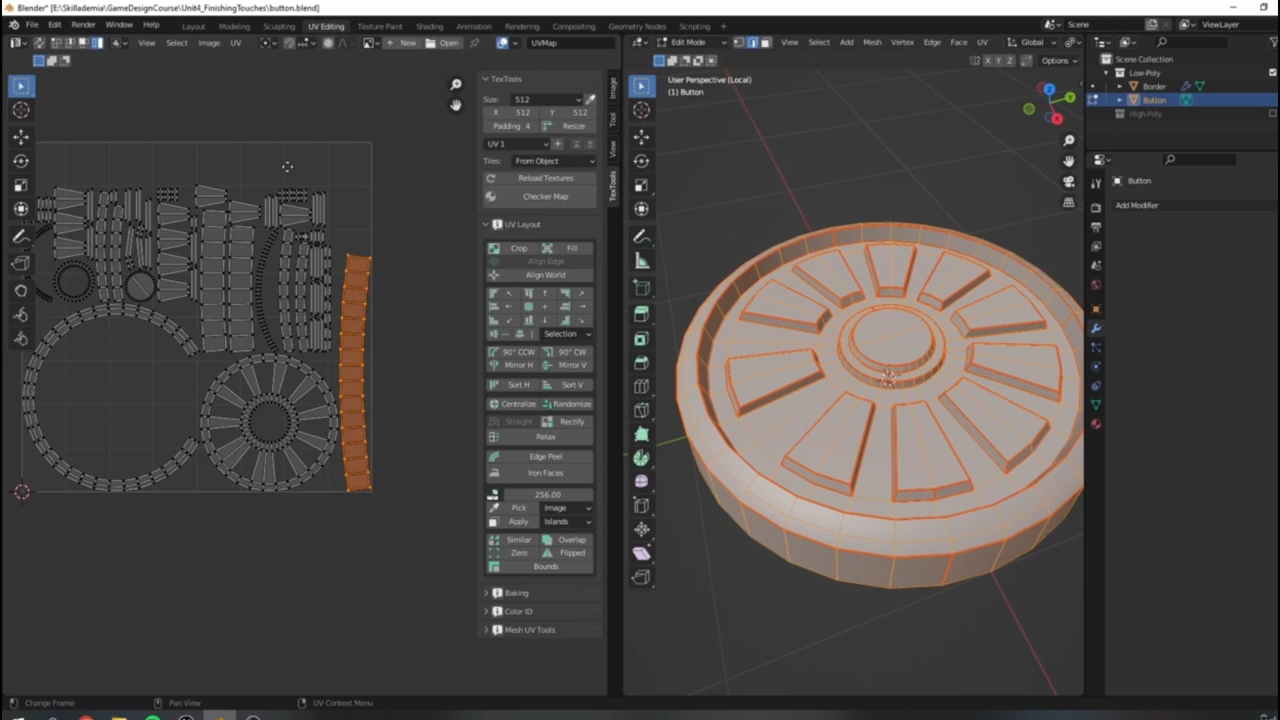 Blender* [E:\Skillademia\GameDesignCourse\Unit4_FinishingTouches\button.blend]
File Edit Render Window Help Layout Modeling Sculpting UV Editing Texture Paint Shading Animation Rendering Compositing Geometry Nodes Scripting + Scene ViewLayer
View Select Image UV + New Open UVMap Edit Mode View Select Add Mesh Vertex Edge Face UV Global
X Y Z Options
Scene Collection
Low-Poly
Border
Button
High-Poly
User Perspective (Local)
(1) Button
TexTools
Size: 512
X 512 Y 512
Padding 4 Resize
UV 1
Tiles: From Object
Reload Textures
Checker Map
UV Layout
Crop Fill
Align Edge
Align World
Selection
90° CCW 90° CW
Mirror H Mirror V
Sort H Sort V
Centralize Randomize
Straight Rectify
Relax
Edge Peel
Iron Faces
256.00
Pick Image
Apply Islands
Similar Overlap
Zero Flipped
Bounds
Baking
Color ID
Mesh UV Tools
Image
Tool
View
TexTools
Button
Add Modifier
Change Frame Pan View UV Context Menu